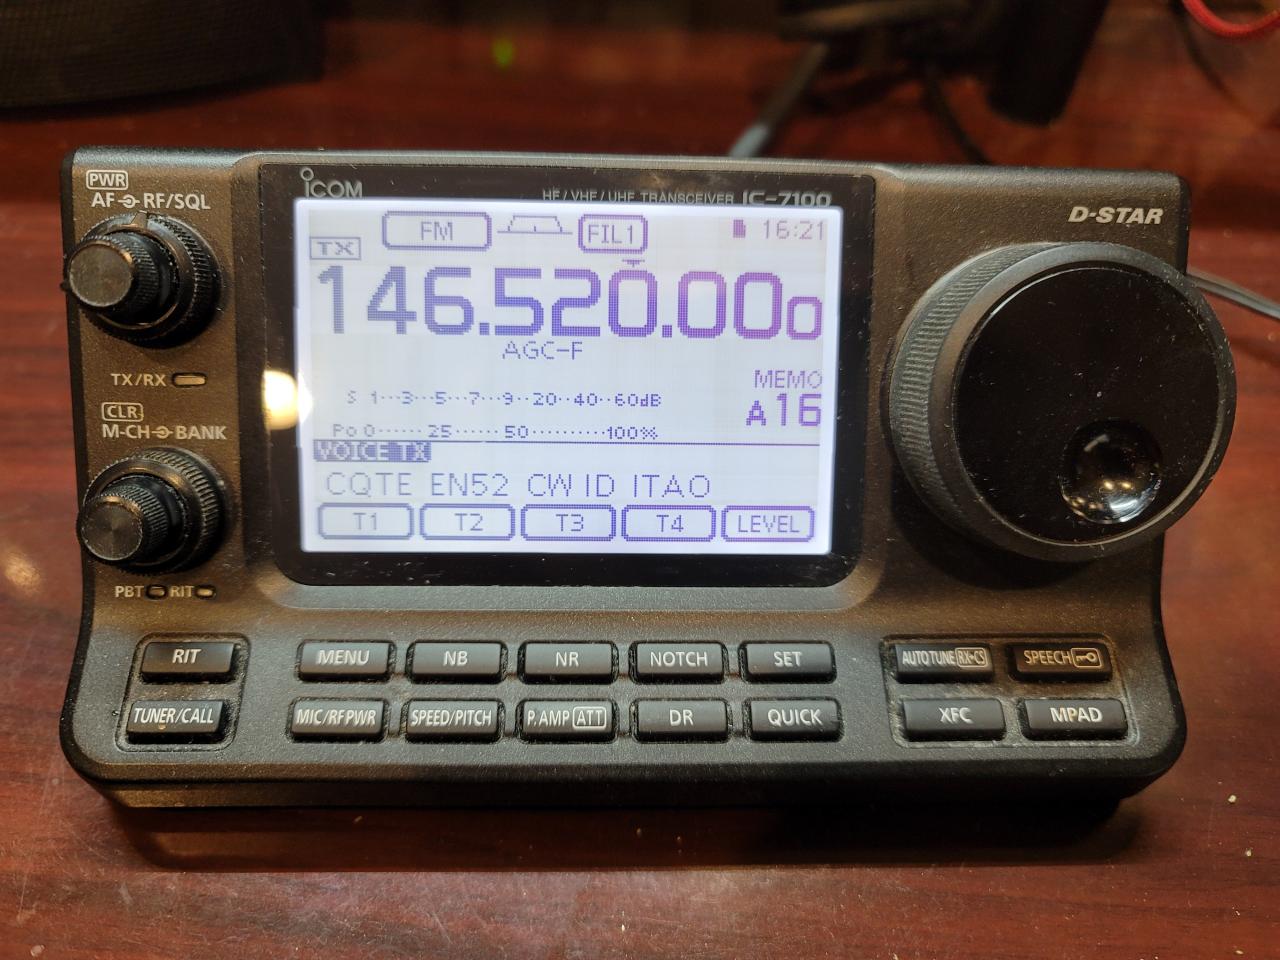 ICOM HF/VHF/UHF TRANSCEIVER IC-7100
PWR
AF RF/SQL
D-STAR
FM FIL1 16:21
TX
146.520.000
AGC-F
MEMO
A16
S 1···3···5···7···9··20··40··60dB
Po 0······25······50·········100%
VOICE TX
CQTE EN52 CW ID ITAO
T1 T2 T3 T4 LEVEL
TX/RX
CLR
M-CH BANK
PBT RIT
RIT MENU NB NR NOTCH SET AUTOTUNE RX▸CS SPEECH
TUNER/CALL MIC/RF PWR SPEED/PITCH P.AMP ATT DR QUICK XFC MPAD